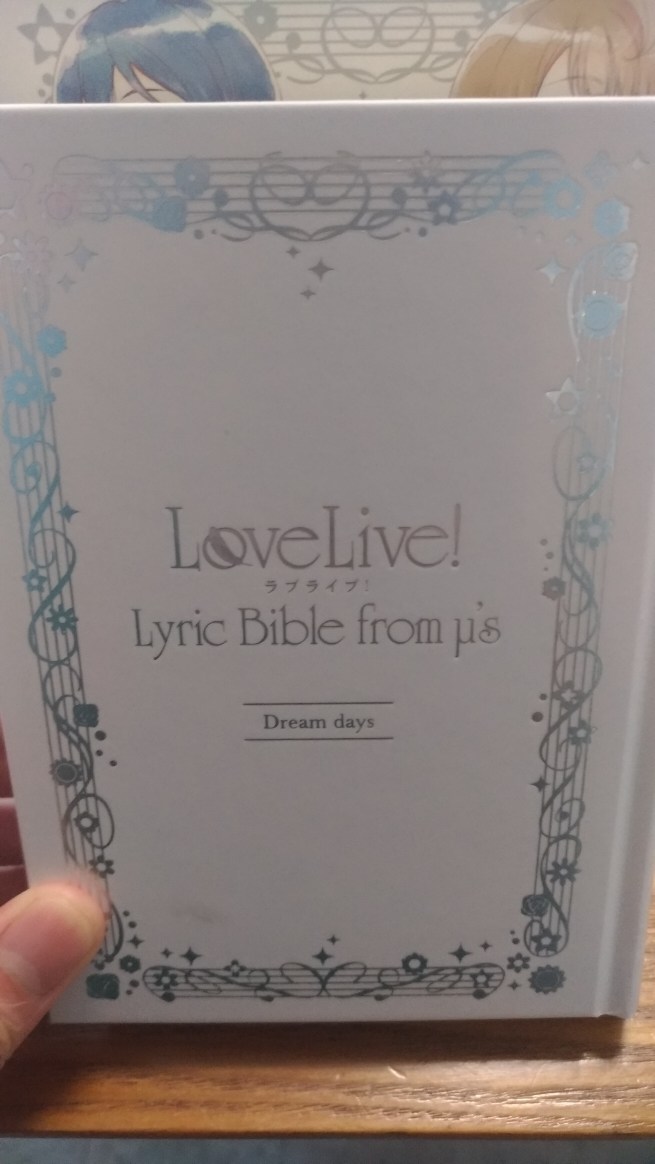 LoveLive!
ラブライブ!
Lyric Bible from μ's
Dream days